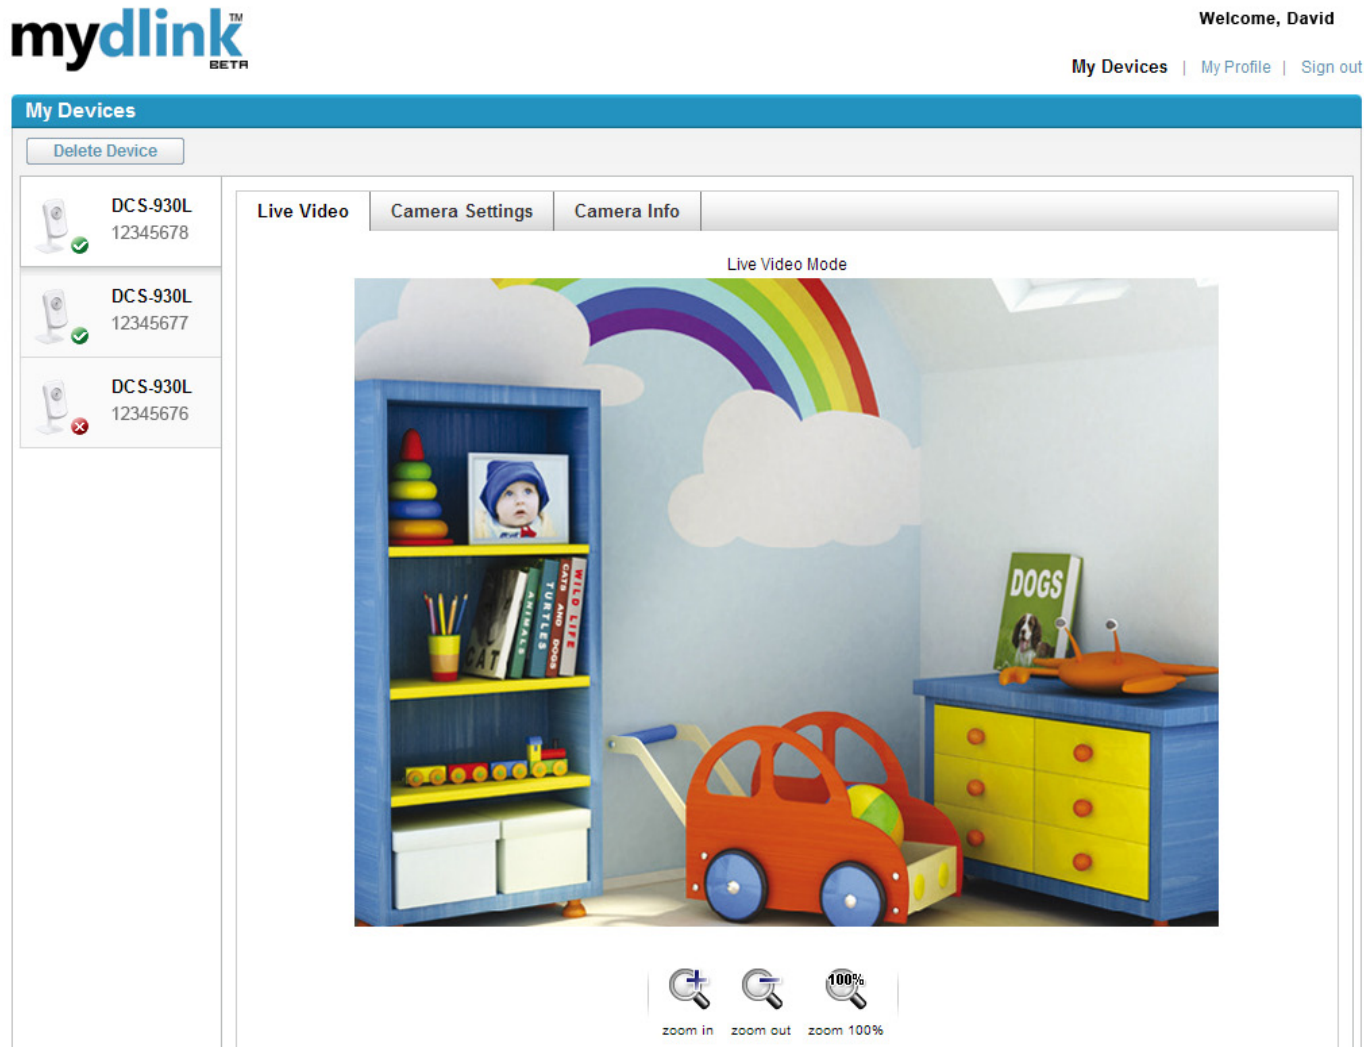 mydlink™
BETA
Welcome, David
My Devices | My Profile | Sign out
My Devices
Delete Device
DCS-930L
12345678
DCS-930L
12345677
DCS-930L
12345676
Live Video
Camera Settings
Camera Info
Live Video Mode
CAT
ANIMALS
TURTLES
CATS AND DOGS
WILD LIFE
DOGS
100%
zoom in
zoom out
zoom 100%